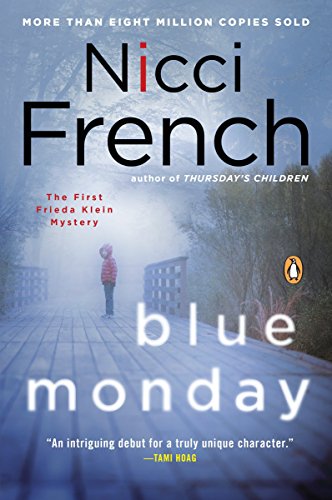 MORE THAN EIGHT MILLION COPIES SOLD
Nicci
French
author of THURSDAY'S CHILDREN
The First
Frieda Klein
Mystery
blue
monday
“An intriguing debut for a truly unique character.”
—TAMI HOAG